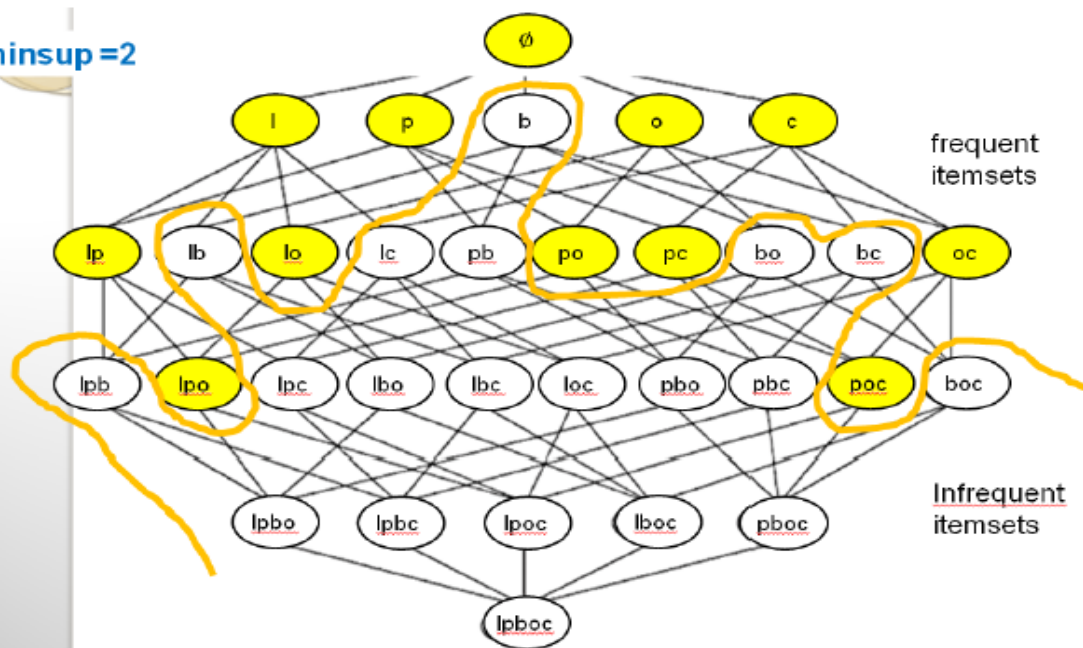 ninsup =2
ø
l p b o c
frequent
itemsets
lp lb lo lc pb po pc bo bc oc
lpb lpo lpc lbo lbc loc pbo pbc poc boc
Infrequent
itemsets
lpbo lpbc lpoc lboc pboc
lpboc